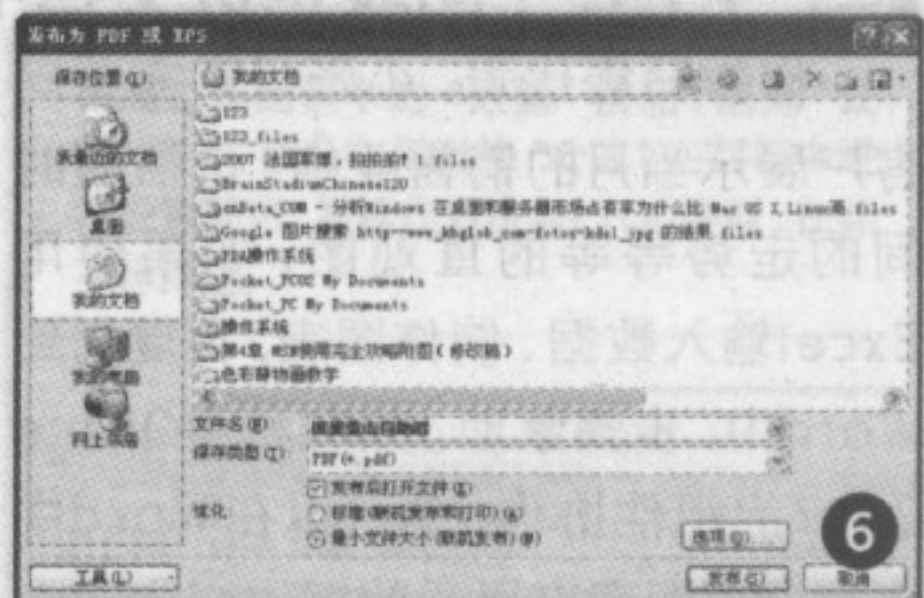 发布为 PDF 或 XPS
保存位置(I):
我的文档
我最近的文档
桌面
我的文档
我的电脑
网上邻居
123
123_files
2007 法国军博，拍拍拍! 1.files
BrainStudiumChinese120
cnBeta_COM - 分析Windows 在桌面和服务器市场占有率为什么比 Mac OS X,Linux高.files
Google 图片搜索 http--www_kbglob_com-fotos-hdsl_jpg 的结果.files
PDA操作系统
Pocket_PC02 My Documents
Pocket_PC My Documents
操作系统
第4章 MSN使用完全攻略附图(修改稿)
色彩静物画教学
文件名(N):
保存类型(T):
PDF(*.pdf)
发布后打开文件(E)
优化:
标准(联机发布和打印)(A)
最小文件大小(联机发布)(M)
选项(O)...
工具(L)
发布(S)
取消
6